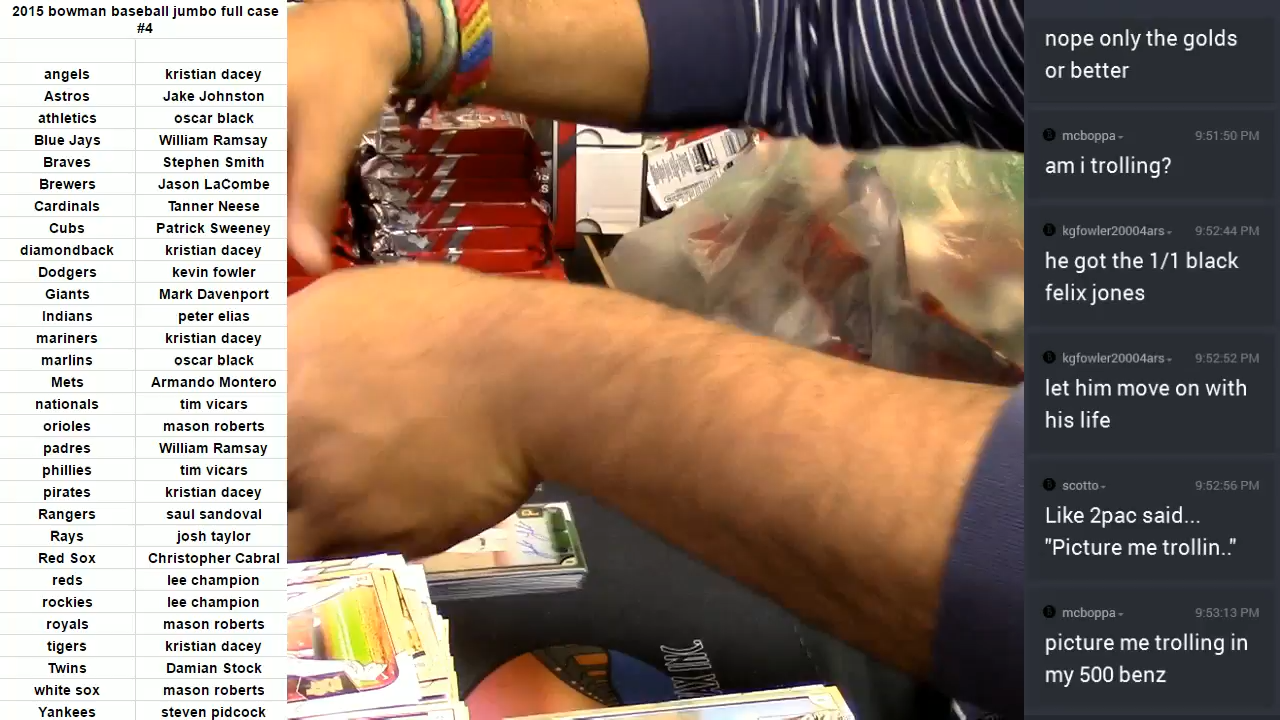 2015 bowman baseball jumbo full case
#4
angels kristian dacey
Astros Jake Johnston
athletics oscar black
Blue Jays William Ramsay
Braves Stephen Smith
Brewers Jason LaCombe
Cardinals Tanner Neese
Cubs Patrick Sweeney
diamondback kristian dacey
Dodgers kevin fowler
Giants Mark Davenport
Indians peter elias
mariners kristian dacey
marlins oscar black
Mets Armando Montero
nationals tim vicars
orioles mason roberts
padres William Ramsay
phillies tim vicars
pirates kristian dacey
Rangers saul sandoval
Rays josh taylor
Red Sox Christopher Cabral
reds lee champion
rockies lee champion
royals mason roberts
tigers kristian dacey
Twins Damian Stock
white sox mason roberts
Yankees steven pidcock
nope only the golds
or better
mcboppa 9:51:50 PM
am i trolling?
kgfowler20004ars 9:52:44 PM
he got the 1/1 black
felix jones
kgfowler20004ars 9:52:52 PM
let him move on with
his life
scotto 9:52:56 PM
Like 2pac said...
"Picture me trollin.."
mcboppa 9:53:13 PM
picture me trolling in
my 500 benz